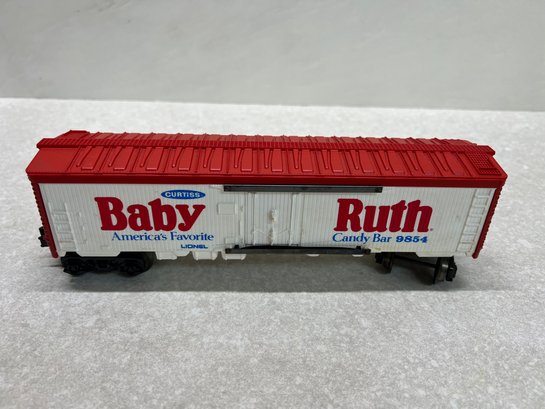 CURTISS
Baby Ruth
America's Favorite Candy Bar 9854
LIONEL